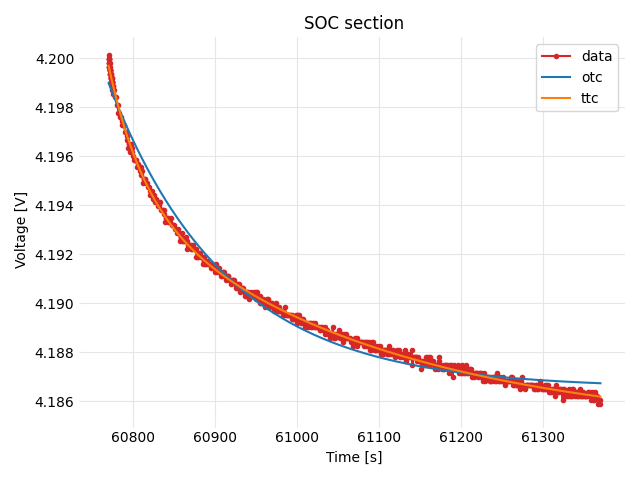 SOC section
data
otc
ttc
Voltage [V]
4.200
4.198
4.196
4.194
4.192
4.190
4.188
4.186
60800 60900 61000 61100 61200 61300
Time [s]